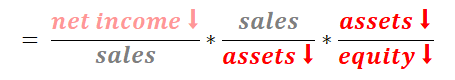 = net income⬇ / sales * sales / assets⬇ * assets⬇ / equity⬇